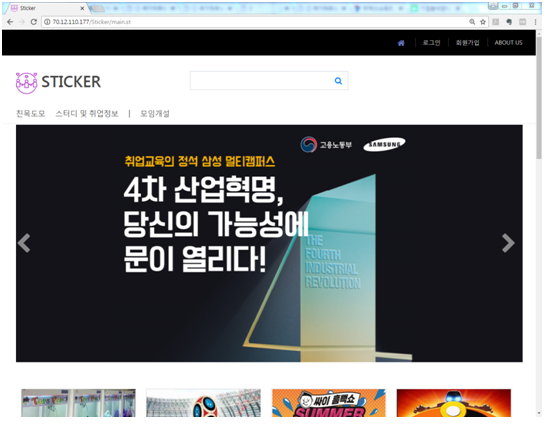 Sticker
70.12.110.177/Sticker/main.st
로그인 회원가입 ABOUT US
STICKER
친목도모 스터디 및 취업정보 | 모임개설
고용노동부 SAMSUNG
취업교육의 정석 삼성 멀티캠퍼스
4차 산업혁명,
당신의 가능성에
문이 열리다!
THE
FOURTH
INDUSTRIAL
REVOLUTION
싸이 흠뻑쇼
SUMMER